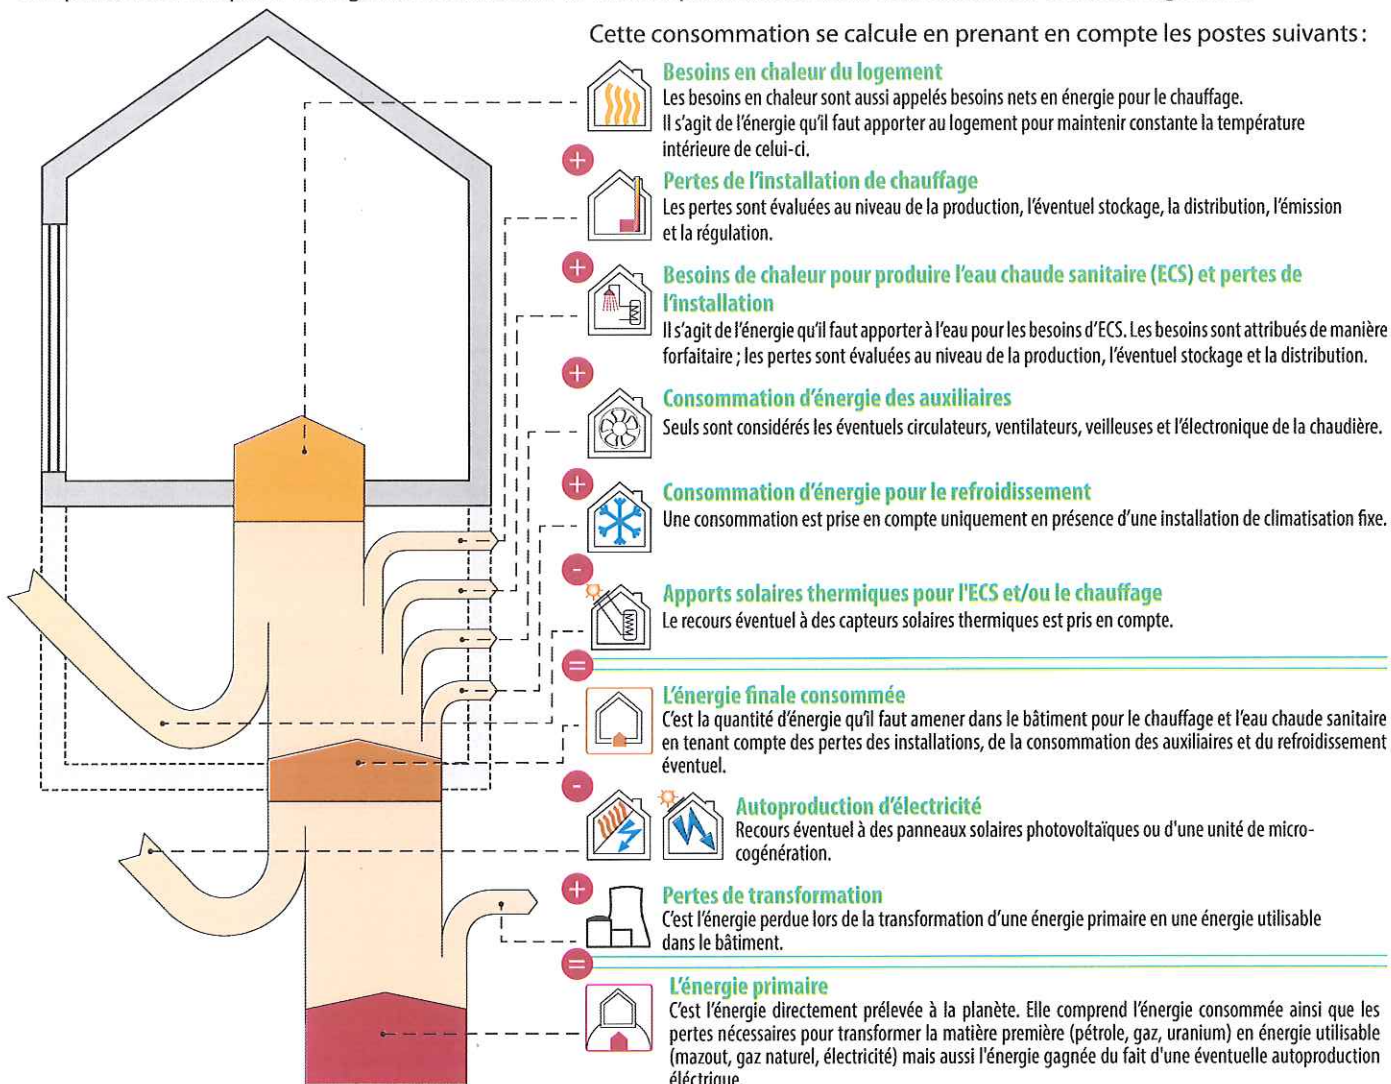 Cette consommation se calcule en prenant en compte les postes suivants :
Besoins en chaleur du logement
Les besoins en chaleur sont aussi appelés besoins nets en énergie pour le chauffage.
Il s'agit de l'énergie qu'il faut apporter au logement pour maintenir constante la température
intérieure de celui-ci.
+
Pertes de l'installation de chauffage
Les pertes sont évaluées au niveau de la production, l'éventuel stockage, la distribution, l'émission
et la régulation.
+
Besoins de chaleur pour produire l'eau chaude sanitaire (ECS) et pertes de
l'installation
Il s'agit de l'énergie qu'il faut apporter à l'eau pour les besoins d'ECS. Les besoins sont attribués de manière
forfaitaire ; les pertes sont évaluées au niveau de la production, l'éventuel stockage et la distribution.
+
Consommation d'énergie des auxiliaires
Seuls sont considérés les éventuels circulateurs, ventilateurs, veilleuses et l'électronique de la chaudière.
+
Consommation d'énergie pour le refroidissement
Une consommation est prise en compte uniquement en présence d'une installation de climatisation fixe.
-
Apports solaires thermiques pour l'ECS et/ou le chauffage
Le recours éventuel à des capteurs solaires thermiques est pris en compte.
=
L'énergie finale consommée
C'est la quantité d'énergie qu'il faut amener dans le bâtiment pour le chauffage et l'eau chaude sanitaire
en tenant compte des pertes des installations, de la consommation des auxiliaires et du refroidissement
éventuel.
-
Autoproduction d'électricité
Recours éventuel à des panneaux solaires photovoltaïques ou d'une unité de micro-
cogénération.
+
Pertes de transformation
C'est l'énergie perdue lors de la transformation d'une énergie primaire en une énergie utilisable
dans le bâtiment.
=
L'énergie primaire
C'est l'énergie directement prélevée à la planète. Elle comprend l'énergie consommée ainsi que les
pertes nécessaires pour transformer la matière première (pétrole, gaz, uranium) en énergie utilisable
(mazout, gaz naturel, électricité) mais aussi l'énergie gagnée du fait d'une éventuelle autoproduction
éléctrique